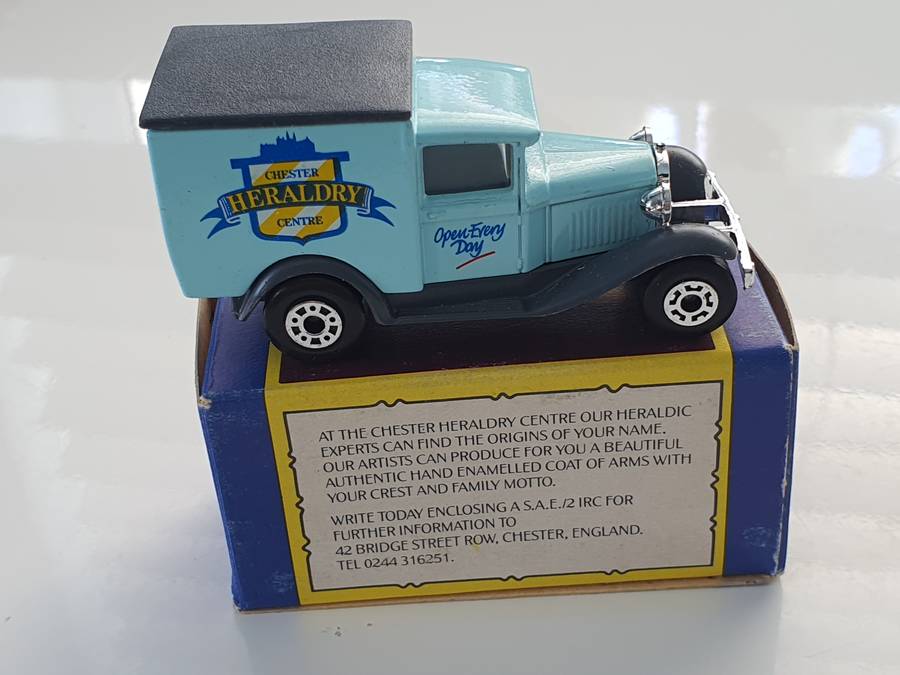 CHESTER
HERALDRY
CENTRE
Open Every
Day
AT THE CHESTER HERALDRY CENTRE OUR HERALDIC
EXPERTS CAN FIND THE ORIGINS OF YOUR NAME.
OUR ARTISTS CAN PRODUCE FOR YOU A BEAUTIFUL
AUTHENTIC HAND ENAMELLED COAT OF ARMS WITH
YOUR CREST AND FAMILY MOTTO.
WRITE TODAY ENCLOSING A S.A.E./2 IRC FOR
FURTHER INFORMATION TO
42 BRIDGE STREET ROW, CHESTER, ENGLAND.
TEL 0244 316251.